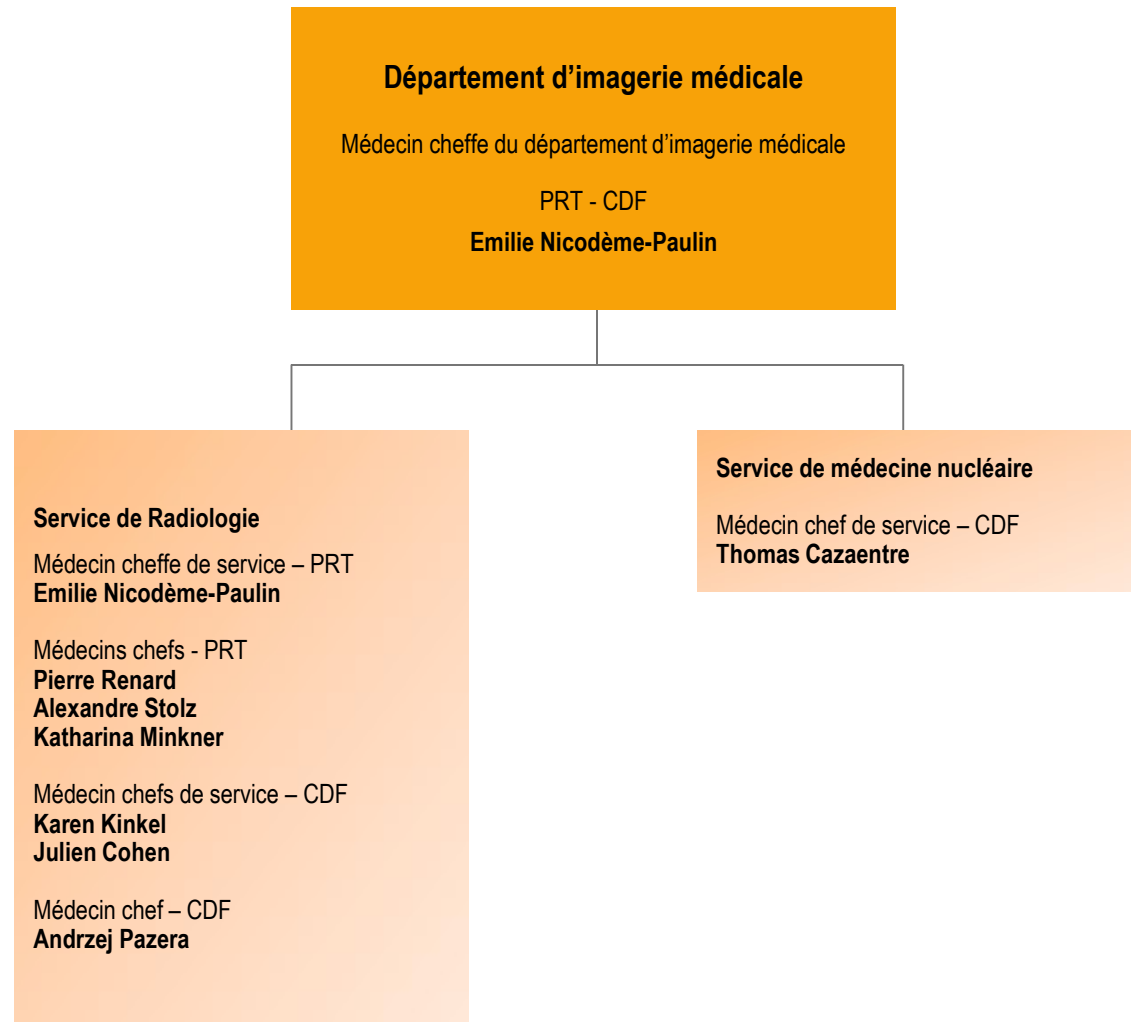 Département d’imagerie médicale
Médecin cheffe du département d’imagerie médicale
PRT - CDF
Emilie Nicodème-Paulin
Service de Radiologie
Médecin cheffe de service – PRT
Emilie Nicodème-Paulin
Médecins chefs - PRT
Pierre Renard
Alexandre Stolz
Katharina Minkner
Médecin chefs de service – CDF
Karen Kinkel
Julien Cohen
Médecin chef – CDF
Andrzej Pazera
Service de médecine nucléaire
Médecin chef de service – CDF
Thomas Cazaentre